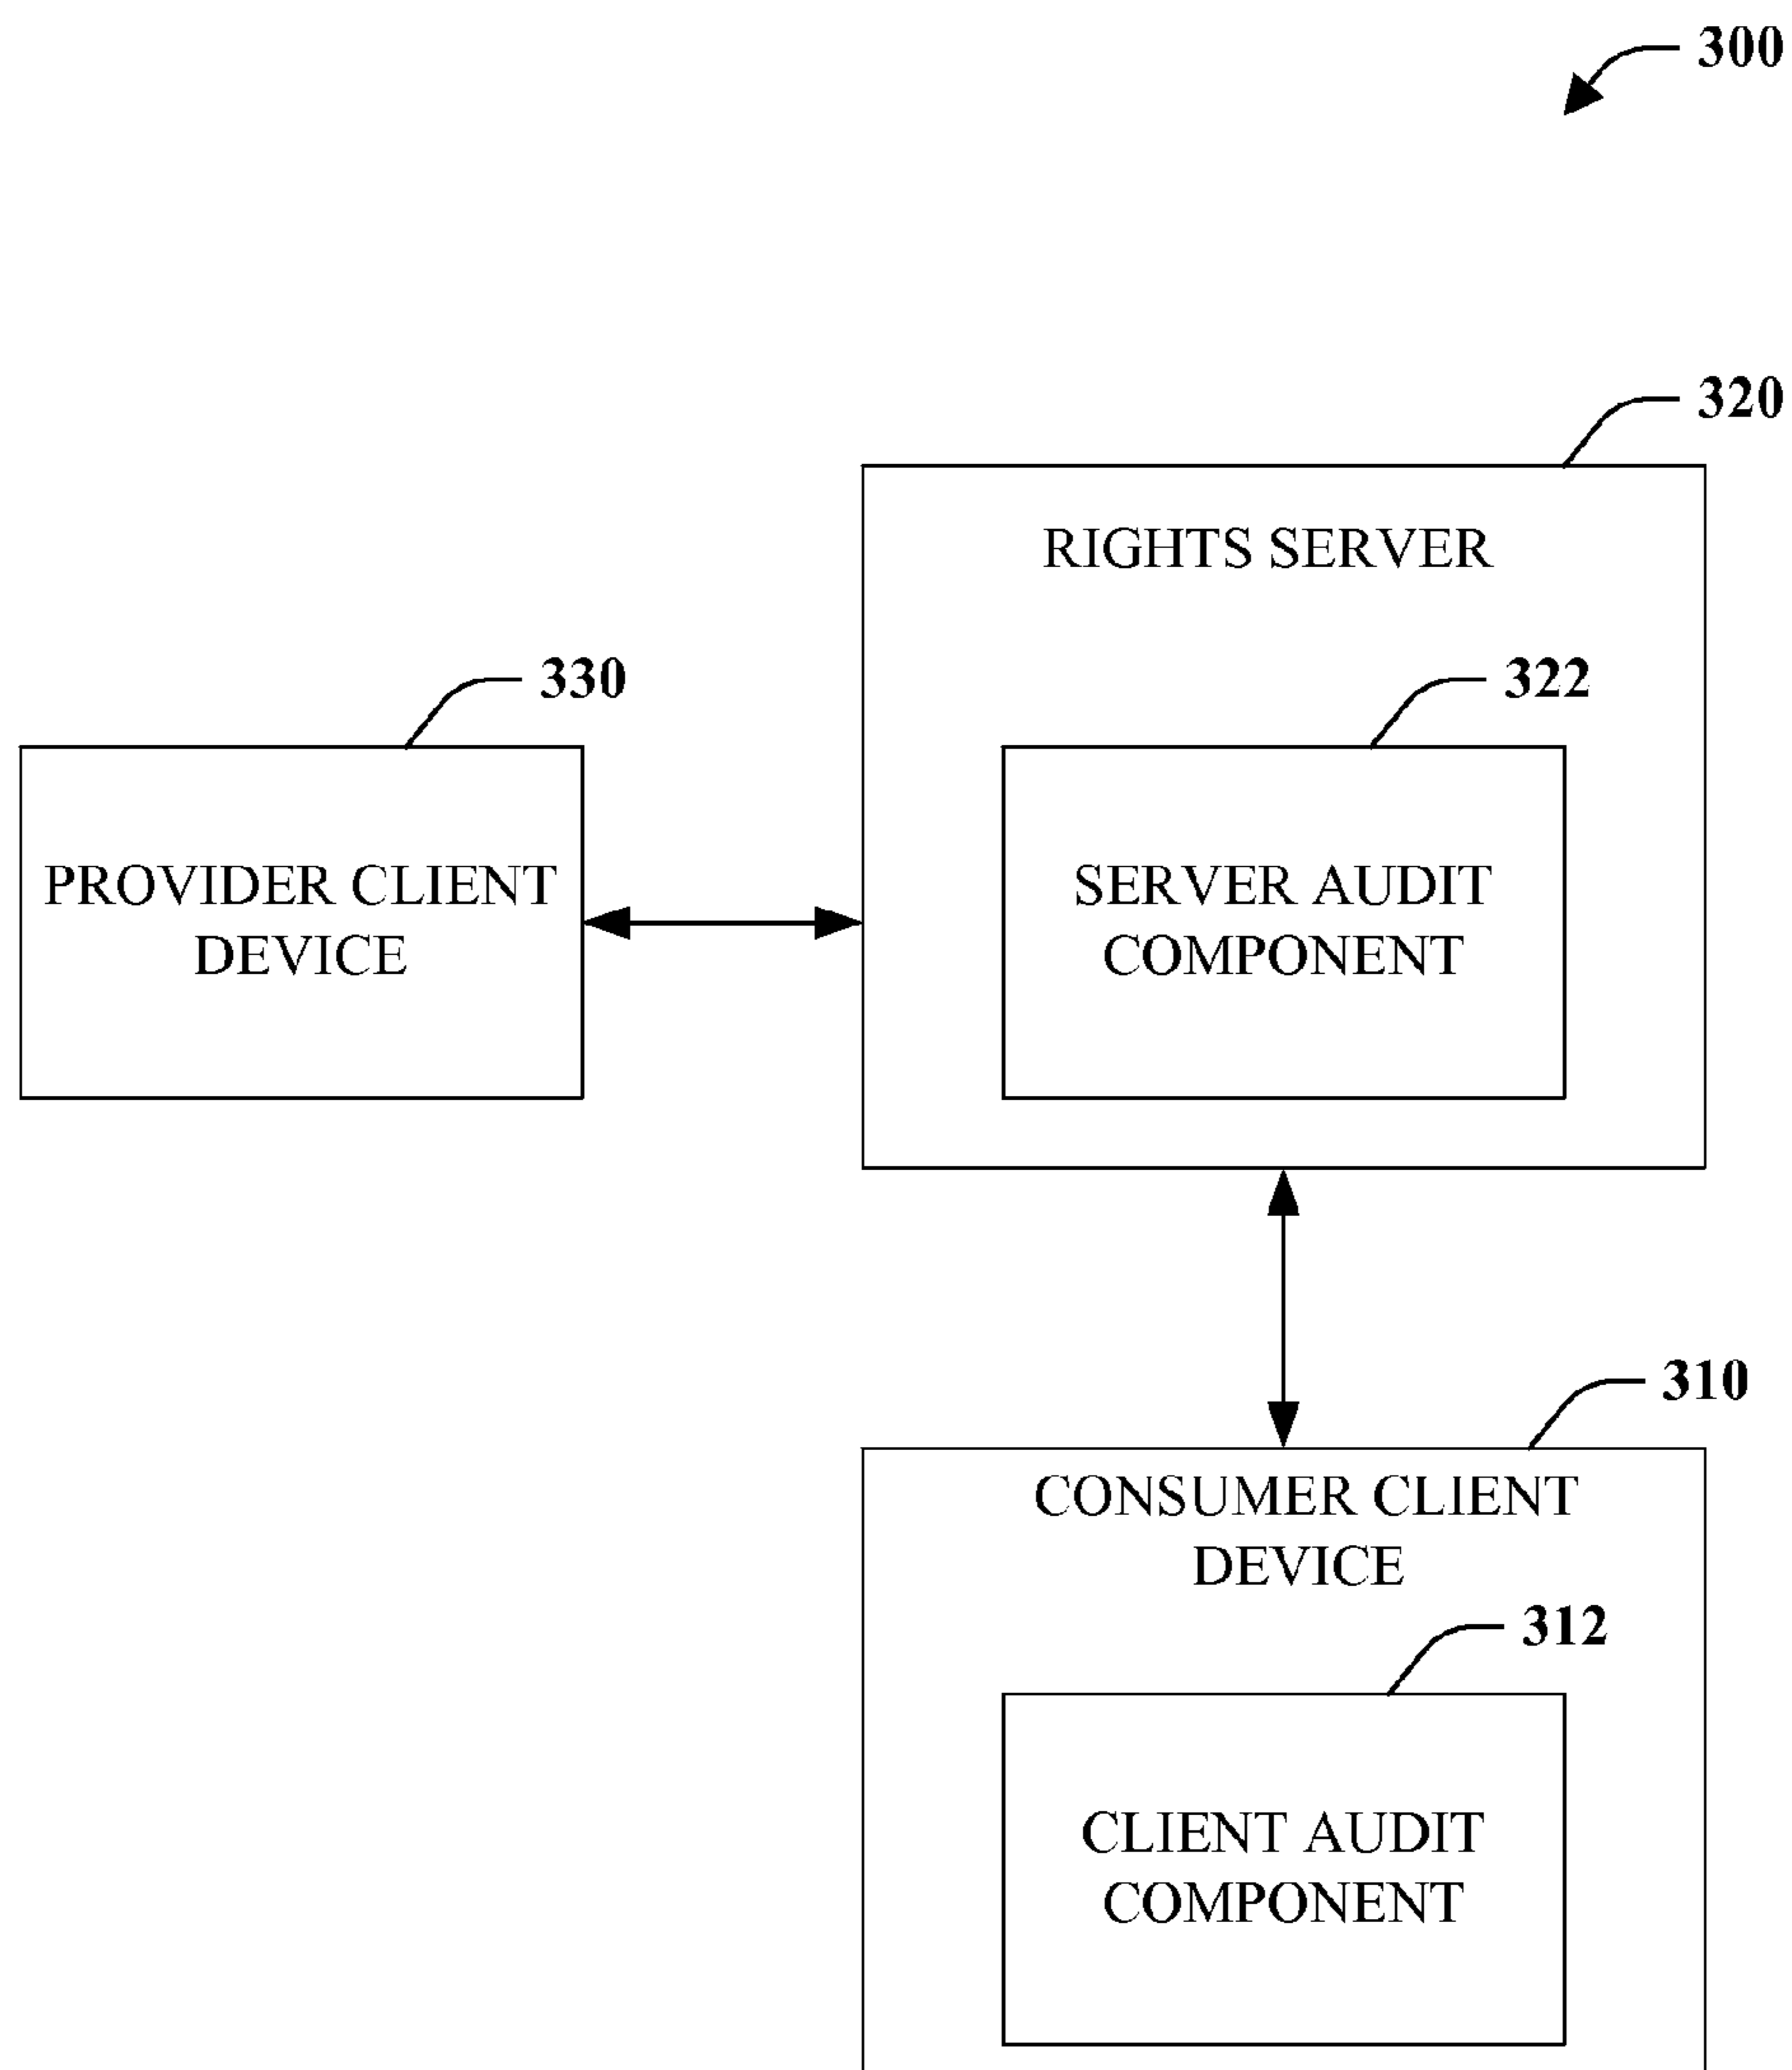 300
320
RIGHTS SERVER
330
322
PROVIDER CLIENT
DEVICE
SERVER AUDIT
COMPONENT
310
CONSUMER CLIENT
DEVICE
312
CLIENT AUDIT
COMPONENT